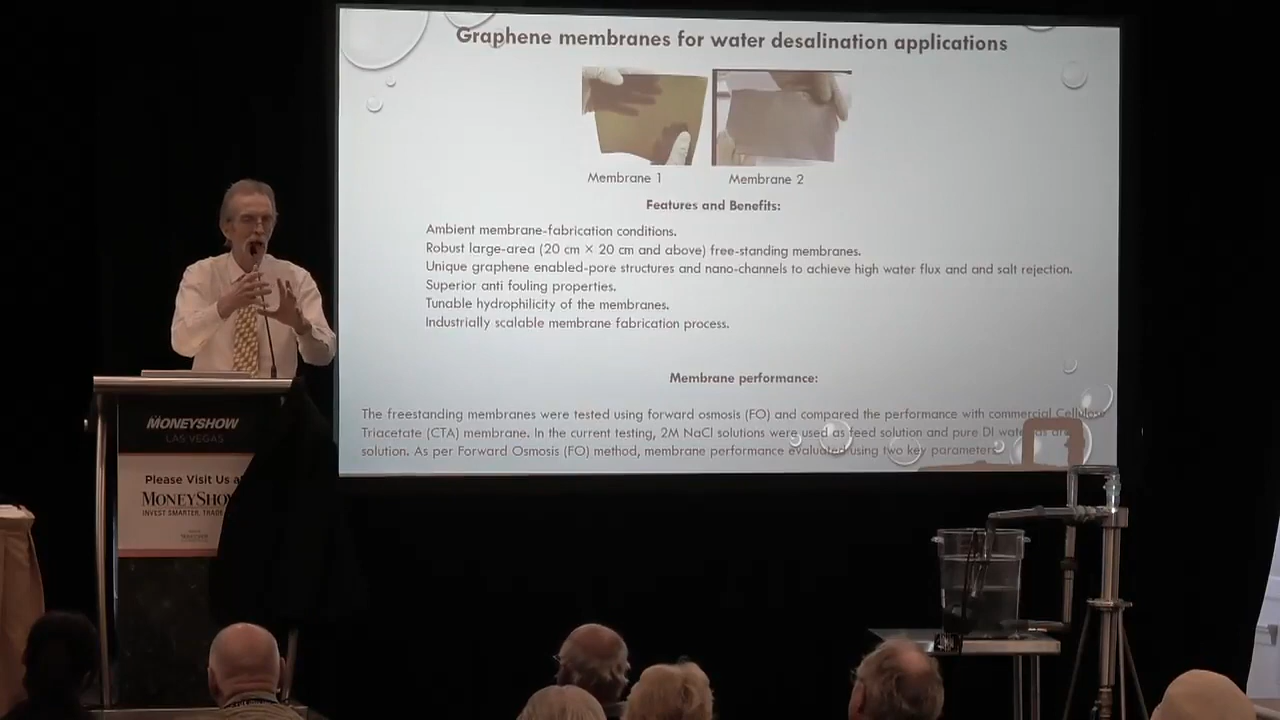 Graphene membranes for water desalination applications
Membrane 1
Membrane 2
Features and Benefits:
Ambient membrane-fabrication conditions.
Robust large-area (20 cm × 20 cm and above) free-standing membranes.
Unique graphene enabled-pore structures and nano-channels to achieve high water flux and and salt rejection.
Superior anti fouling properties.
Tunable hydrophilicity of the membranes.
Industrially scalable membrane fabrication process.
Membrane performance:
The freestanding membranes were tested using forward osmosis (FO) and compared the performance with commercial Cellulose
Triacetate (CTA) membrane. In the current testing, 2M NaCl solutions were used as feed solution and pure DI
solution. As per Forward Osmosis (FO) method, membrane performance evaluated using two key parameters
MONEYSHOW
LAS VEGAS
Please Visit Us
MONEYSHOW
INVEST SMARTER, TRADE